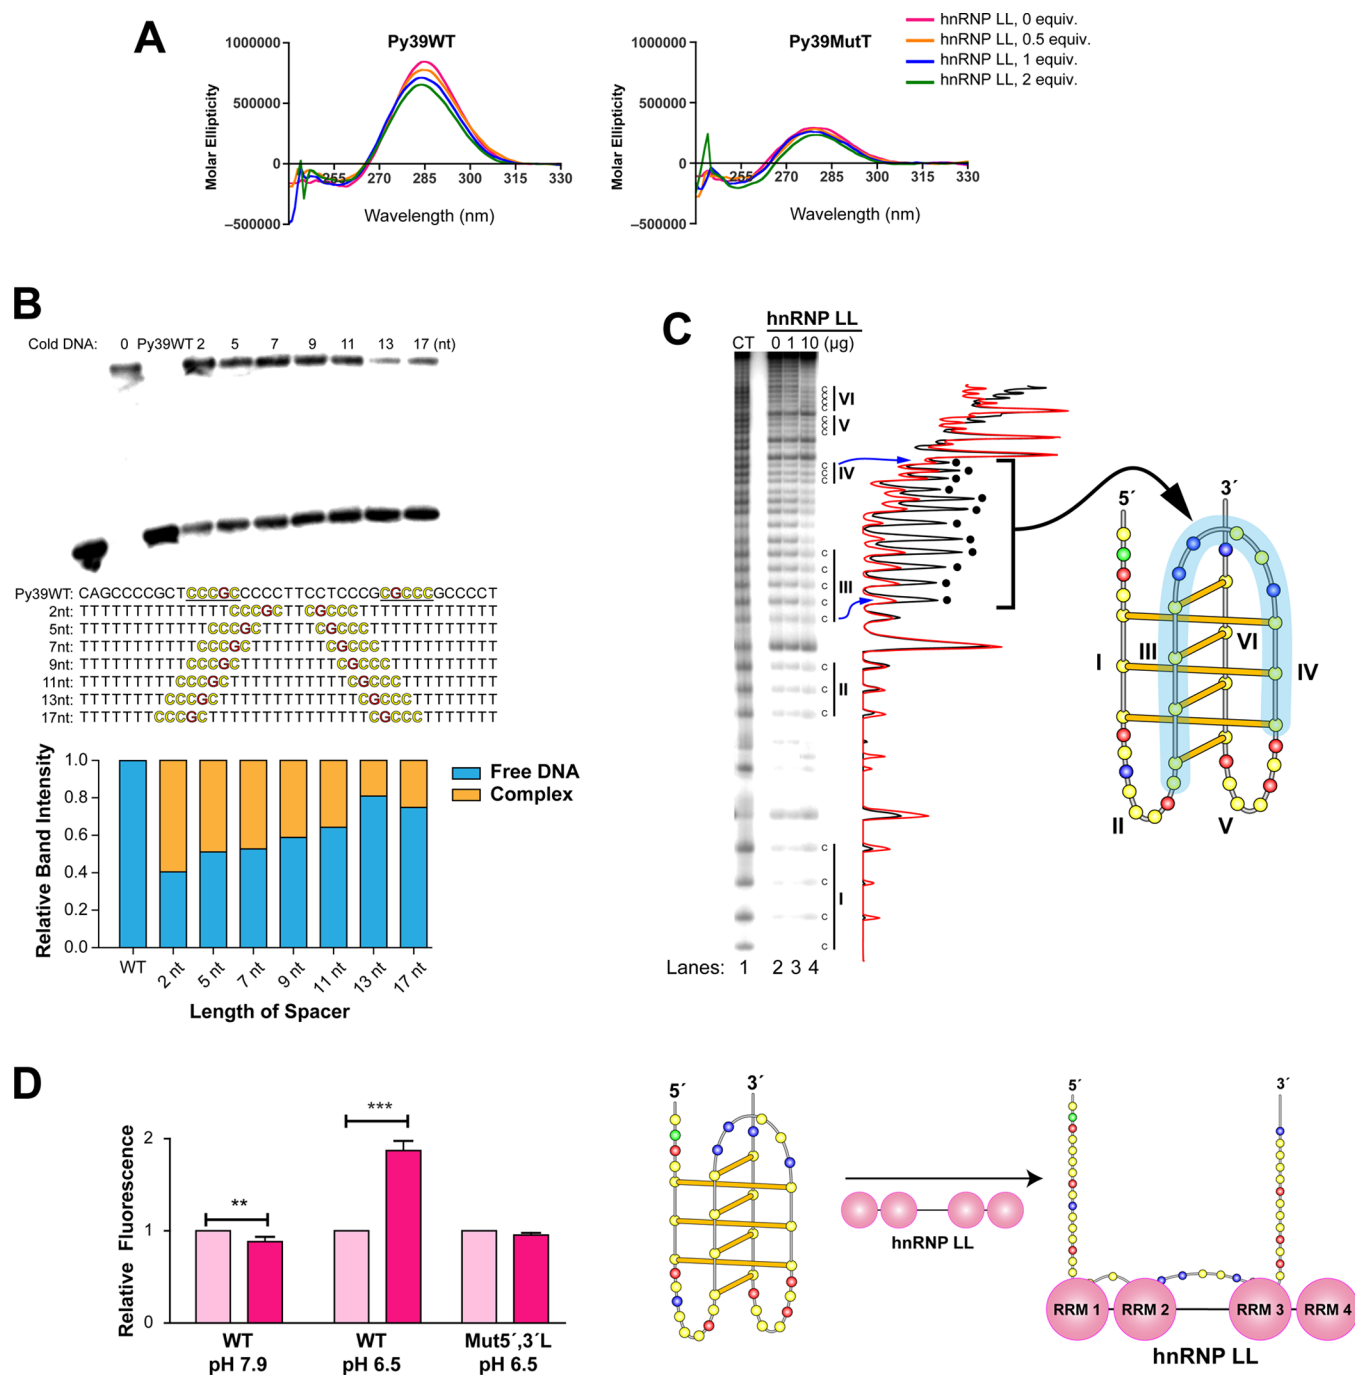 A
Py39WT
Py39MutT
hnRNP LL, 0 equiv.
hnRNP LL, 0.5 equiv.
hnRNP LL, 1 equiv.
hnRNP LL, 2 equiv.
Molar Ellipticity
1000000
500000
0
–500000
255 270 285 300 315 330
Wavelength (nm)
Molar Ellipticity
1000000
500000
0
–500000
255 270 285 300 315 330
Wavelength (nm)
B
Cold DNA: 0 Py39WT 2 5 7 9 11 13 17 (nt)
Py39WT: CAGCCCCGCTCCCGCCCCCTTCCTCCCGCGCCCGCCCCT
2nt: TTTTTTTTTTTTTTCCCGCTTCGCCCTTTTTTTTTTTTT
5nt: TTTTTTTTTTTTCCCGCTTTTTCGCCCTTTTTTTTTTTT
7nt: TTTTTTTTTTTCCCGCTTTTTTTCGCCCTTTTTTTTTTT
9nt: TTTTTTTTTTCCCGCTTTTTTTTTCGCCCTTTTTTTTTT
11nt: TTTTTTTTTCCCGCTTTTTTTTTTTCGCCCTTTTTTTTT
13nt: TTTTTTTTCCCGCTTTTTTTTTTTTTCGCCCTTTTTTTT
17nt: TTTTTTTCCCGCTTTTTTTTTTTTTTTCGCCCTTTTTTT
Relative Band Intensity
1.0
0.8
0.6
0.4
0.2
0.0
WT 2 nt 5 nt 7 nt 9 nt 11 nt 13 nt 17 nt
Length of Spacer
Free DNA
Complex
C
hnRNP LL
CT 0 1 10 (µg)
C
C
C
C
C
VI
C
C
C
C
V
C
C
C
IV
C
C
C
C
C
III
C
C
C
II
C
C
C
C
I
Lanes: 1 2 3 4
5´
3´
I
III
VI
IV
II
V
D
Relative Fluorescence
2
1
0
**
***
WT
pH 7.9
WT
pH 6.5
Mut5´,3´L
pH 6.5
5´
3´
hnRNP LL
5´
3´
RRM 1
RRM 2
RRM 3
RRM 4
hnRNP LL